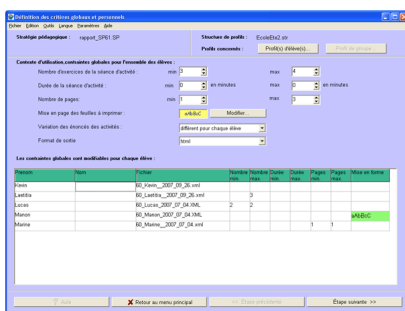 Définition des critères globaux et personnels
Fichier Edition Outils Langue Paramètres Aide
Stratégie pédagogique : rapport_SP61.SP
Structure de profils : EcoleEte2.str
Profils concernés : Profil(s) d'élève(s)... Profil de groupe
Contexte d'utilisation,contraintes globales pour l'ensemble des élèves :
Nombre d'exercices de la séance d'activité : min 3 max 4
Durée de la séance d'activité : min 0 en minutes max 0 en minutes
Nombre de pages: min 1 max 3
Mise en page des feuilles à imprimer : aAbBcC Modifier...
Variation des énoncés des activités : différent pour chaque élève
Format de sortie html
Les contraintes globales sont modifiables pour chaque élève :
Prenom Nom Fichier Nombre min. Nombre max. Durée min. Durée max. Pages min. Pages max. Mise en forme
Kevin 60_Kevin__2007_09_26.xml
Laetitia 60_Laetitia__2007_09_26.xml 3
Lucas 60_Lucas_2007_07_04.XML 2 2
Manon 60_Manon_2007_07_04.XML aAbBcC
Marine 60_Marine__2007_07_04.xml 1 1
? Aide
Retour au menu principal
<< Étape précédente
Étape suivante >>